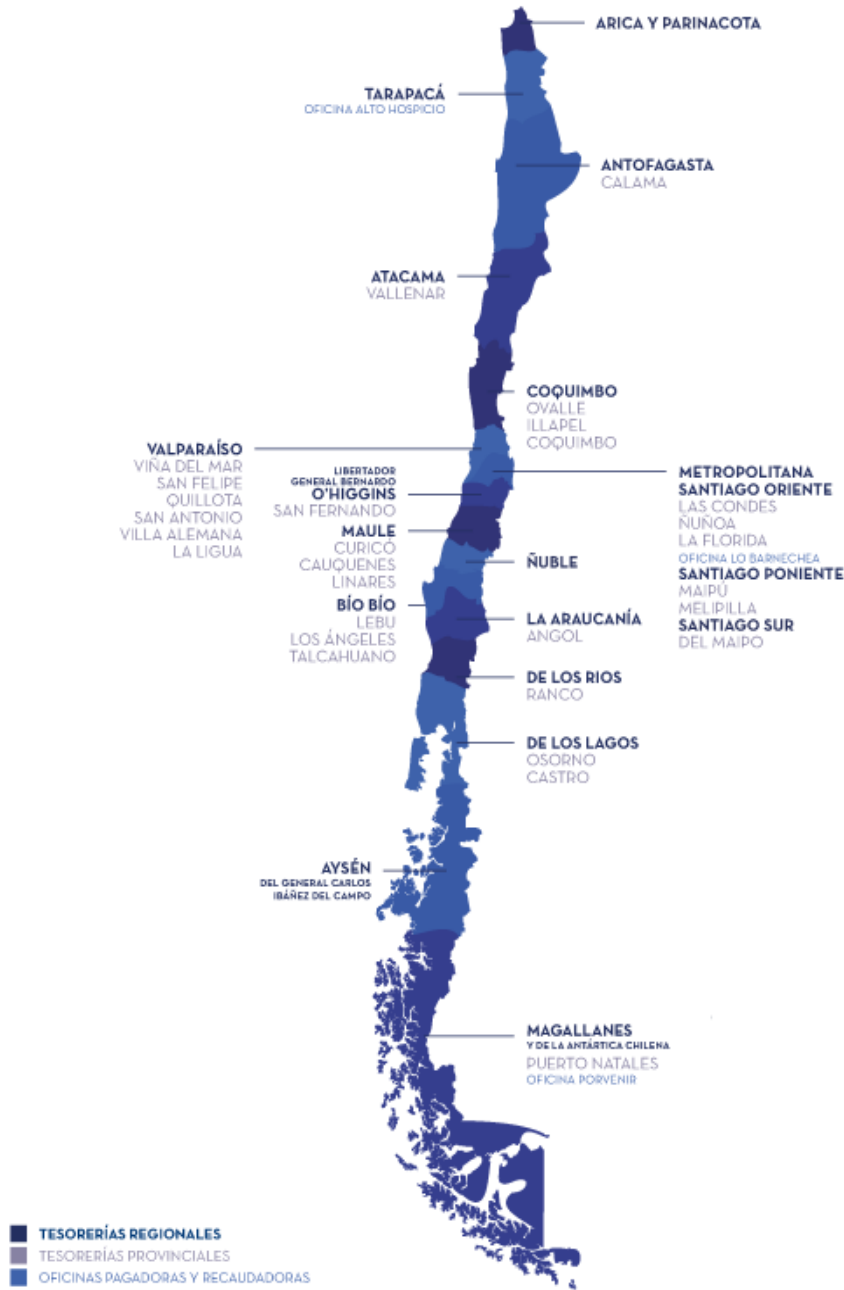 ARICA Y PARINACOTA
TARAPACÁ
OFICINA ALTO HOSPICIO
ANTOFAGASTA
CALAMA
ATACAMA
VALLENAR
COQUIMBO
OVALLE
ILLAPEL
COQUIMBO
VALPARAÍSO
VIÑA DEL MAR
SAN FELIPE
QUILLOTA
SAN ANTONIO
VILLA ALEMANA
LA LIGUA
LIBERTADOR
GENERAL BERNARDO
O'HIGGINS
SAN FERNANDO
MAULE
CURICÓ
CAUQUENES
LINARES
BÍO BÍO
LEBU
LOS ÁNGELES
TALCAHUANO
METROPOLITANA
SANTIAGO ORIENTE
LAS CONDES
ÑUÑOA
LA FLORIDA
OFICINA LO BARNECHEA
SANTIAGO PONIENTE
MAIPÚ
MELIPILLA
SANTIAGO SUR
DEL MAIPO
ÑUBLE
LA ARAUCANÍA
ANGOL
DE LOS RIOS
RANCO
DE LOS LAGOS
OSORNO
CASTRO
AYSÉN
DEL GENERAL CARLOS
IBÁÑEZ DEL CAMPO
MAGALLANES
Y DE LA ANTÁRTICA CHILENA
PUERTO NATALES
OFICINA PORVENIR
TESORERÍAS REGIONALES
TESORERÍAS PROVINCIALES
OFICINAS PAGADORAS Y RECAUDADORAS